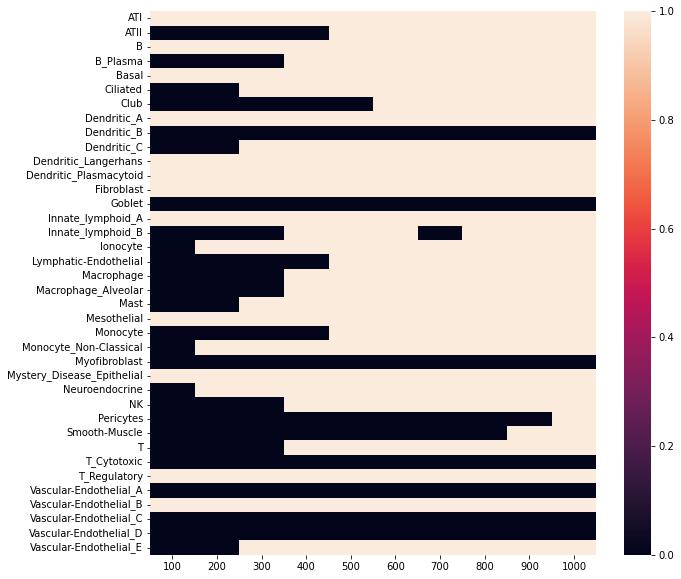 ATI
ATII
B
B_Plasma
Basal
Ciliated
Club
Dendritic_A
Dendritic_B
Dendritic_C
Dendritic_Langerhans
Dendritic_Plasmacytoid
Fibroblast
Goblet
Innate_lymphoid_A
Innate_lymphoid_B
Ionocyte
Lymphatic-Endothelial
Macrophage
Macrophage_Alveolar
Mast
Mesothelial
Monocyte
Monocyte_Non-Classical
Myofibroblast
Mystery_Disease_Epithelial
Neuroendocrine
NK
Pericytes
Smooth-Muscle
T
T_Cytotoxic
T_Regulatory
Vascular-Endothelial_A
Vascular-Endothelial_B
Vascular-Endothelial_C
Vascular-Endothelial_D
Vascular-Endothelial_E
100 200 300 400 500 600 700 800 900 1000
1.0
0.8
0.6
0.4
0.2
0.0